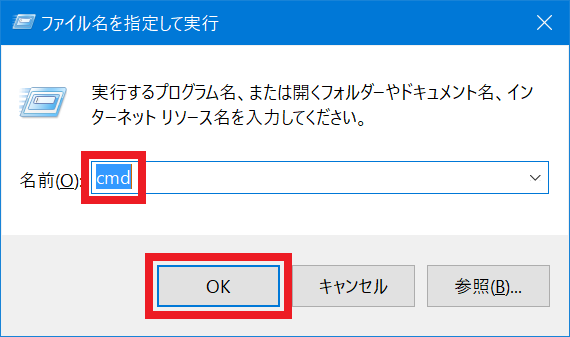 ファイル名を指定して実行
実行するプログラム名、または開くフォルダーやドキュメント名、イン
ターネット リソース名を入力してください。
名前(O): cmd
OK キャンセル 参照(B)...